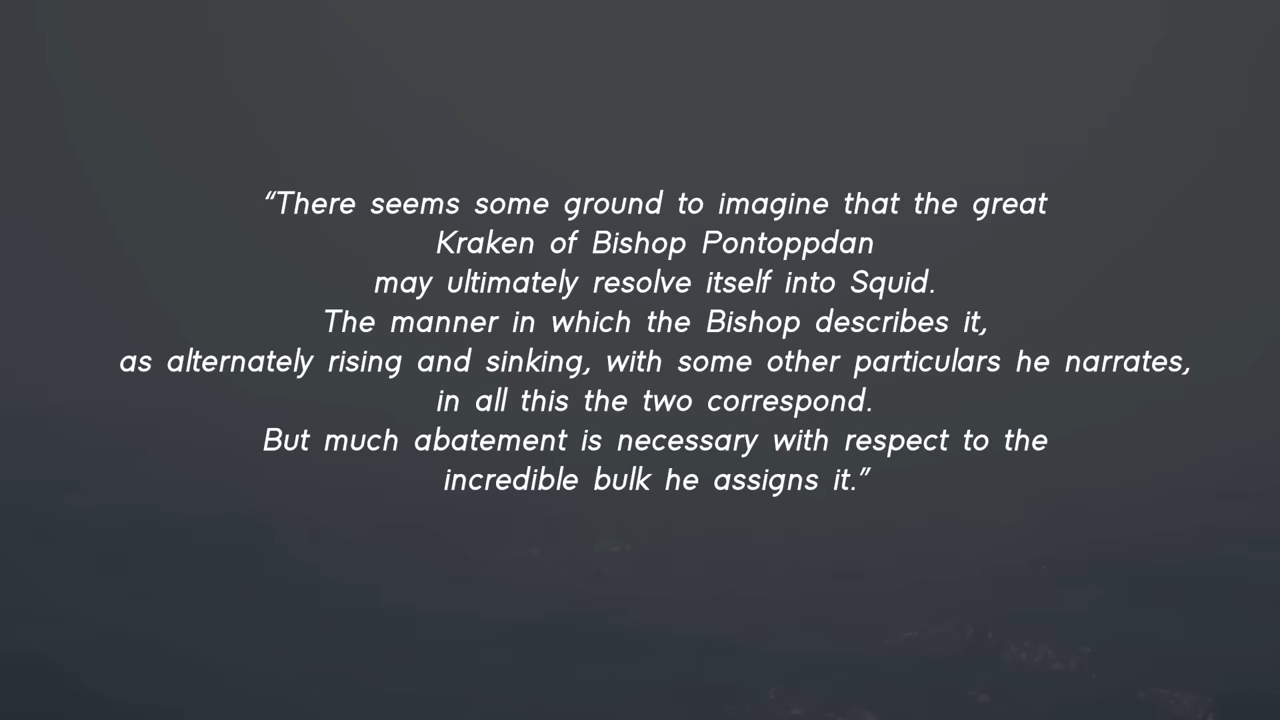 “There seems some ground to imagine that the great
Kraken of Bishop Pontoppdan
may ultimately resolve itself into Squid.
The manner in which the Bishop describes it,
as alternately rising and sinking, with some other particulars he narrates,
in all this the two correspond.
But much abatement is necessary with respect to the
incredible bulk he assigns it.”